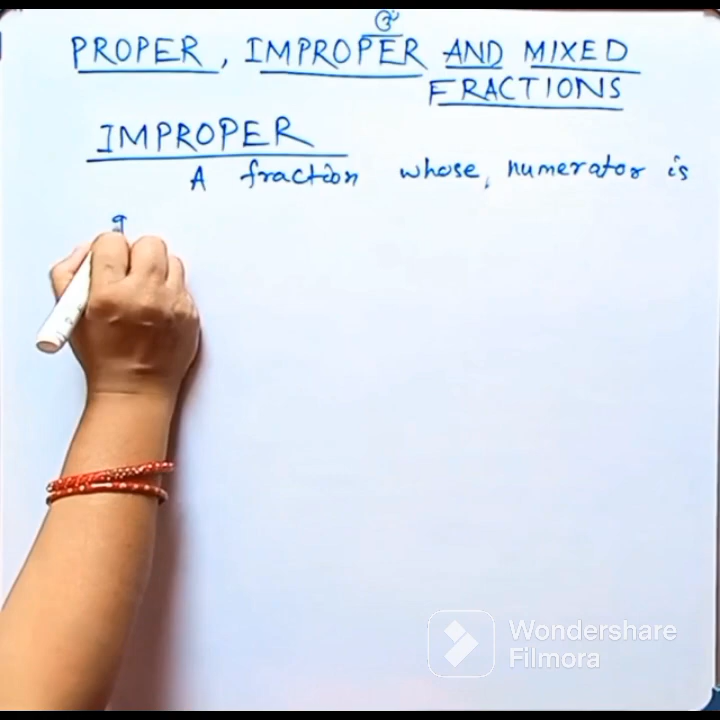 PROPER, IMPROPER AND MIXED
FRACTIONS
IMPROPER
A fraction whose, numerator is
g
Wondershare
Filmora